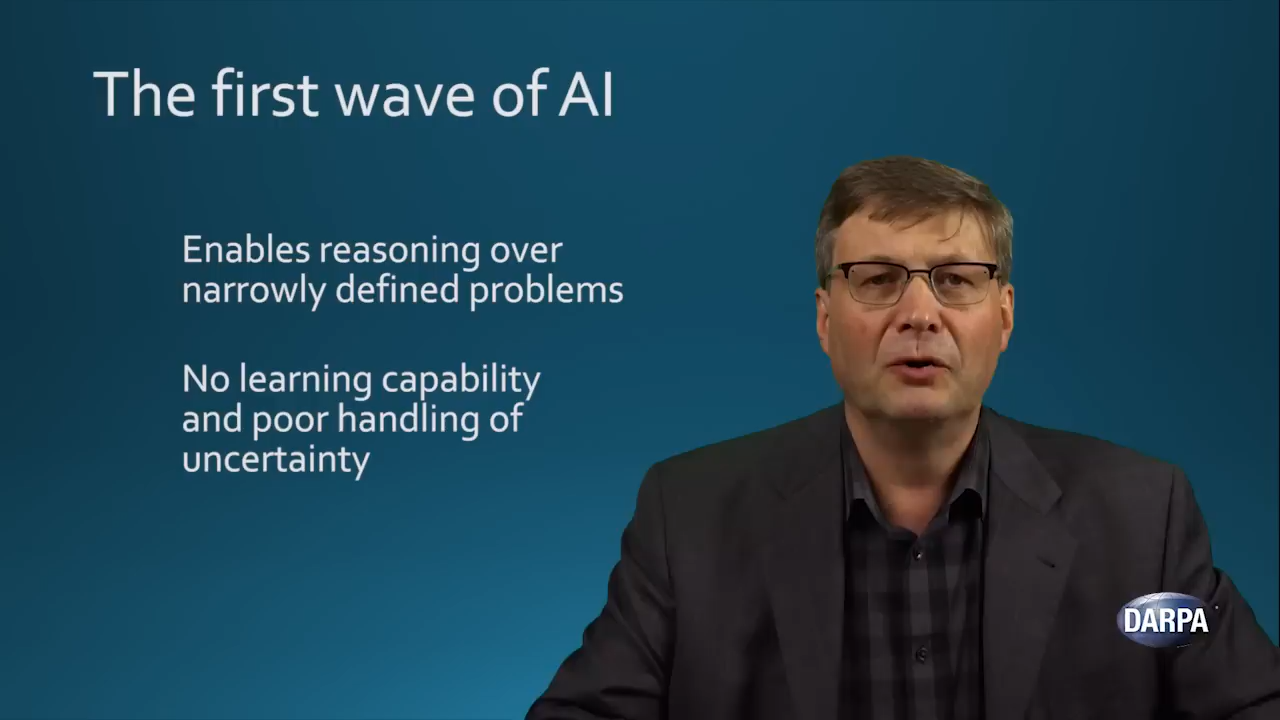 The first wave of AI
Enables reasoning over
narrowly defined problems
No learning capability
and poor handling of
uncertainty
DARPA